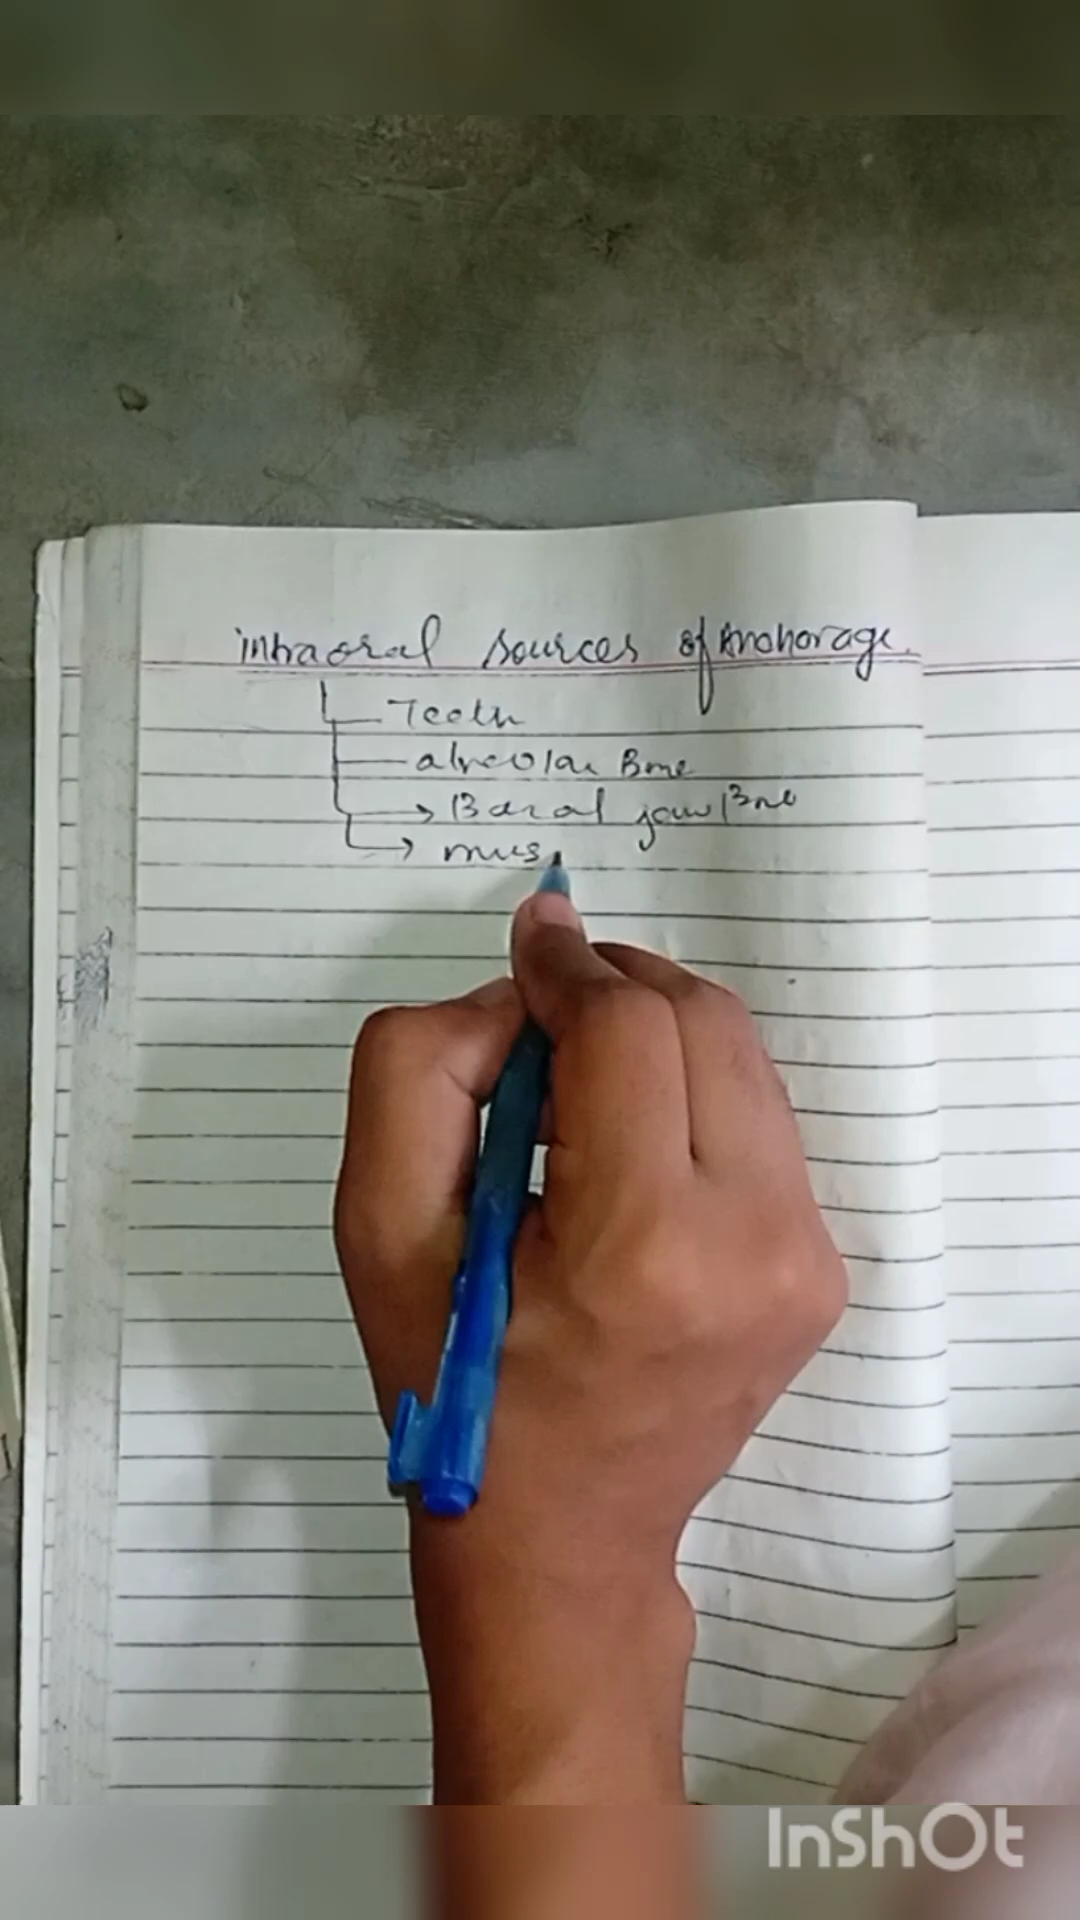 intraoral sources of Anchorage.
Teeth
alveolar Bone
Basal jaw Bone
mus
InShOt